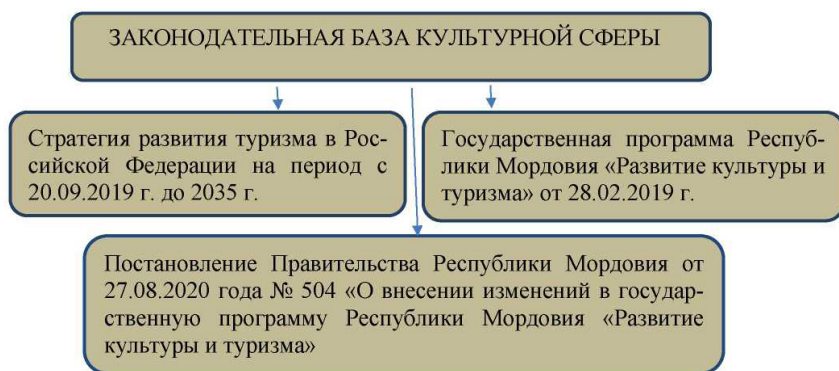 ЗАКОНОДАТЕЛЬНАЯ БАЗА КУЛЬТУРНОЙ СФЕРЫ
Стратегия развития туризма в Рос-
сийской Федерации на период с
20.09.2019 г. до 2035 г.
Государственная программа Респуб-
лики Мордовия «Развитие культуры и
туризма» от 28.02.2019 г.
Постановление Правительства Республики Мордовия от
27.08.2020 года № 504 «О внесении изменений в государ-
ственную программу Республики Мордовия «Развитие
культуры и туризма»